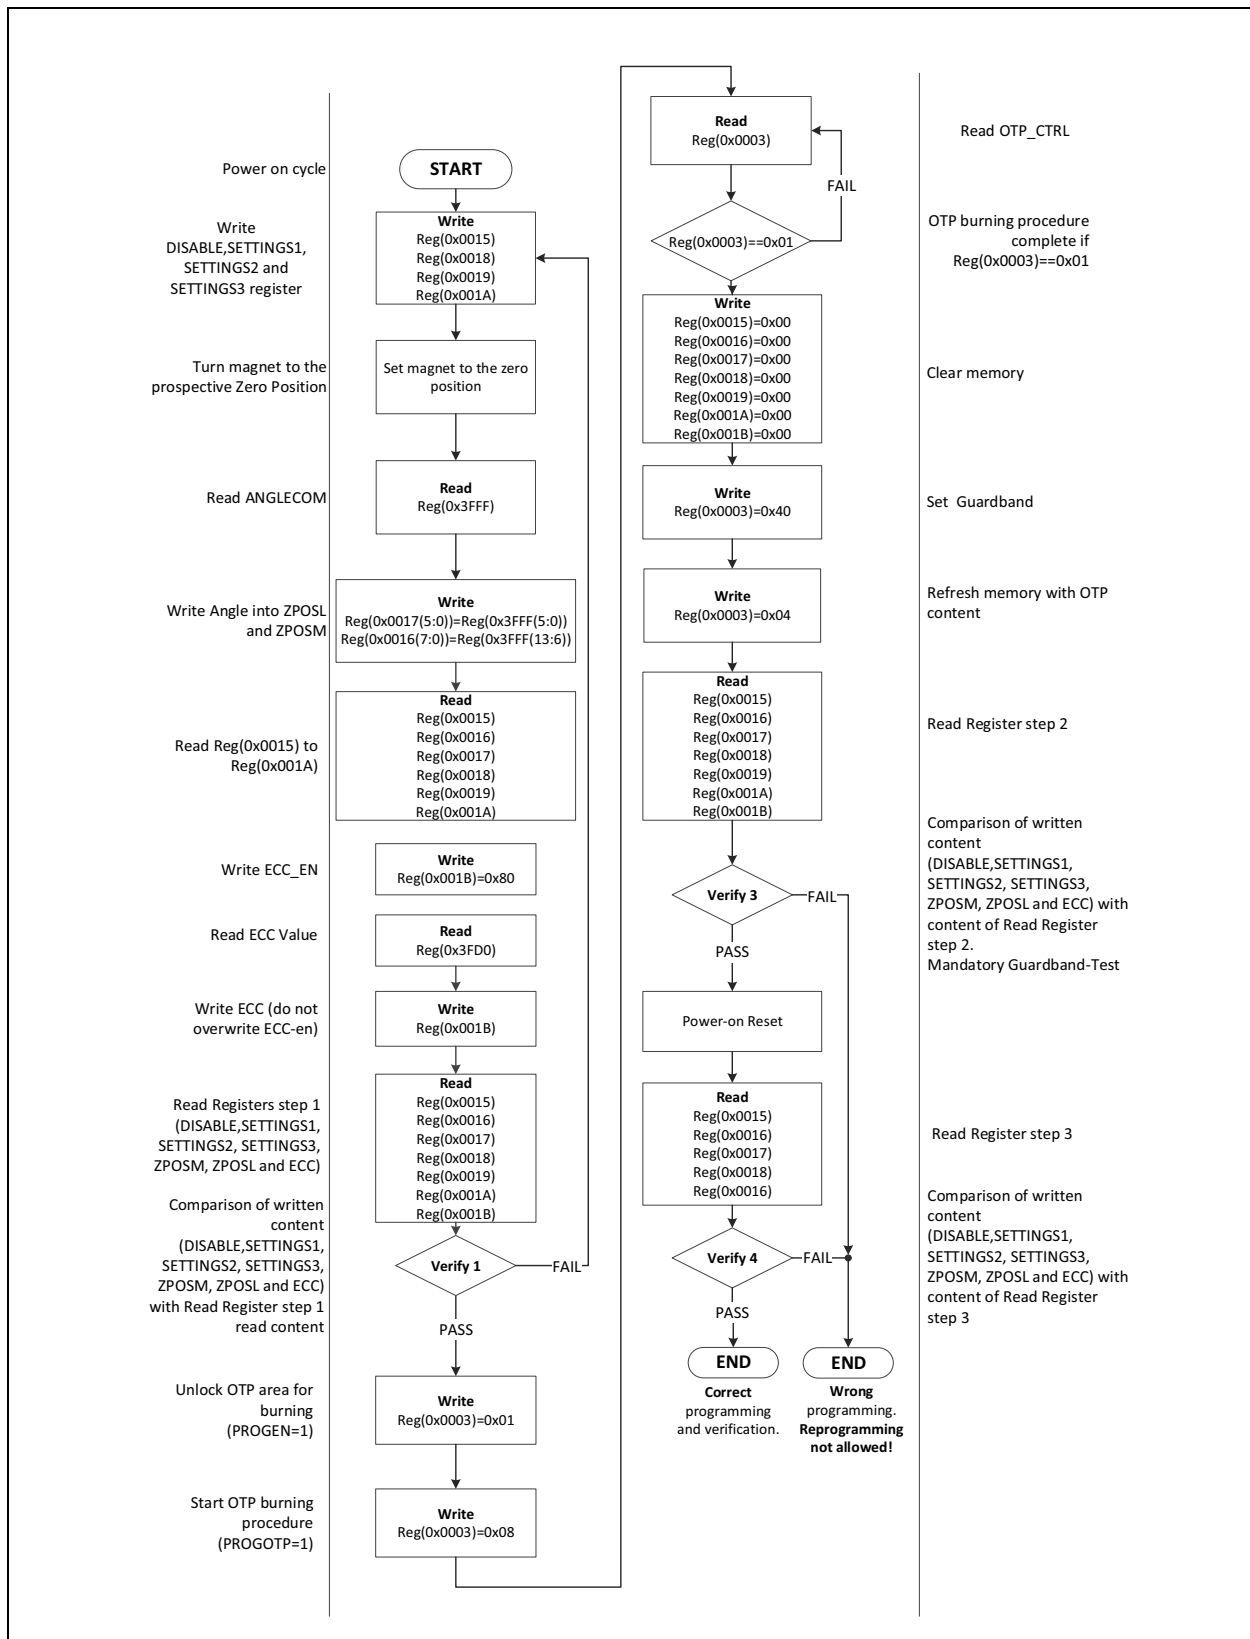 Power on cycle
START
Write
DISABLE,SETTINGS1,
SETTINGS2 and
SETTINGS3 register
Write
Reg(0x0015)
Reg(0x0018)
Reg(0x0019)
Reg(0x001A)
Turn magnet to the
prospective Zero Position
Set magnet to the zero
position
Read ANGLECOM
Read
Reg(0x3FFF)
Write Angle into ZPOSL
and ZPOSM
Write
Reg(0x0017(5:0))=Reg(0x3FFF(5:0))
Reg(0x0016(7:0))=Reg(0x3FFF(13:6))
Read Reg(0x0015) to
Reg(0x001A)
Read
Reg(0x0015)
Reg(0x0016)
Reg(0x0017)
Reg(0x0018)
Reg(0x0019)
Reg(0x001A)
Write ECC_EN
Write
Reg(0x001B)=0x80
Read ECC Value
Read
Reg(0x3FD0)
Write ECC (do not
overwrite ECC-en)
Write
Reg(0x001B)
Read Registers step 1
(DISABLE,SETTINGS1,
SETTINGS2, SETTINGS3,
ZPOSM, ZPOSL and ECC)
Read
Reg(0x0015)
Reg(0x0016)
Reg(0x0017)
Reg(0x0018)
Reg(0x0019)
Reg(0x001A)
Reg(0x001B)
Comparison of written
content
(DISABLE,SETTINGS1,
SETTINGS2, SETTINGS3,
ZPOSM, ZPOSL and ECC)
with Read Register step 1
read content
Verify 1
FAIL
PASS
Unlock OTP area for
burning
(PROGEN=1)
Write
Reg(0x0003)=0x01
Start OTP burning
procedure
(PROGOTP=1)
Write
Reg(0x0003)=0x08
Read
Reg(0x0003)
Read OTP_CTRL
FAIL
Reg(0x0003)==0x01
OTP burning procedure
complete if
Reg(0x0003)==0x01
Write
Reg(0x0015)=0x00
Reg(0x0016)=0x00
Reg(0x0017)=0x00
Reg(0x0018)=0x00
Reg(0x0019)=0x00
Reg(0x001A)=0x00
Reg(0x001B)=0x00
Clear memory
Write
Reg(0x0003)=0x40
Set Guardband
Write
Reg(0x0003)=0x04
Refresh memory with OTP
content
Read
Reg(0x0015)
Reg(0x0016)
Reg(0x0017)
Reg(0x0018)
Reg(0x0019)
Reg(0x001A)
Reg(0x001B)
Read Register step 2
Verify 3
FAIL
PASS
Comparison of written
content
(DISABLE,SETTINGS1,
SETTINGS2, SETTINGS3,
ZPOSM, ZPOSL and ECC) with
content of Read Register
step 2.
Mandatory Guardband-Test
Power-on Reset
Read
Reg(0x0015)
Reg(0x0016)
Reg(0x0017)
Reg(0x0018)
Reg(0x0016)
Read Register step 3
Verify 4
FAIL
PASS
Comparison of written
content
(DISABLE,SETTINGS1,
SETTINGS2, SETTINGS3,
ZPOSM, ZPOSL and ECC) with
content of Read Register
step 3
END
Correct
programming
and verification.
END
Wrong
programming.
Reprogramming
not allowed!